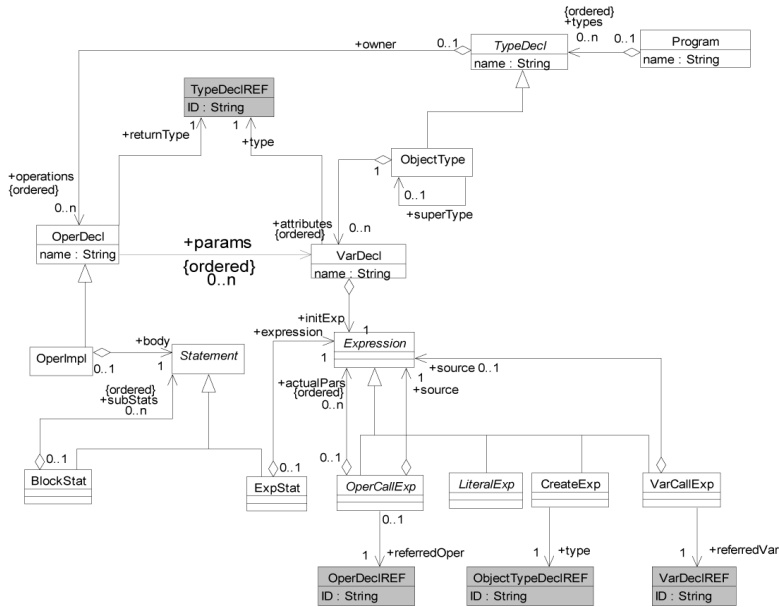 {ordered}
+types
0..n
0..1
Program
name : String
+owner
0..1
TypeDecl
name : String
TypeDeclREF
ID : String
1
1
+returnType
+type
ObjectType
1
0..1
+superType
+operations
{ordered}
0..n
OperDecl
name : String
+params
{ordered}
0..n
+attributes
{ordered}
0..n
VarDecl
name : String
+initExp
1
+expression
Expression
1
OperImpl
0..1
+body
1
Statement
{ordered}
+subStats
0..n
+actualPars
{ordered}
0..n
1
+source
+source 0..1
0..1
BlockStat
0..1
ExpStat
0..1
OperCallExp
LiteralExp
CreateExp
VarCallExp
0..1
1
+referredOper
1
+type
1
+referredVar
OperDeclREF
ID : String
ObjectTypeDeclREF
ID : String
VarDeclREF
ID : String